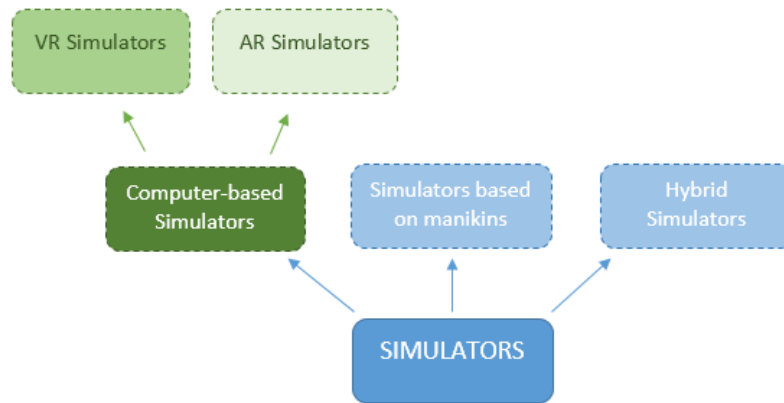 VR Simulators
AR Simulators
Computer-based
Simulators
Simulators based
on manikins
Hybrid
Simulators
SIMULATORS